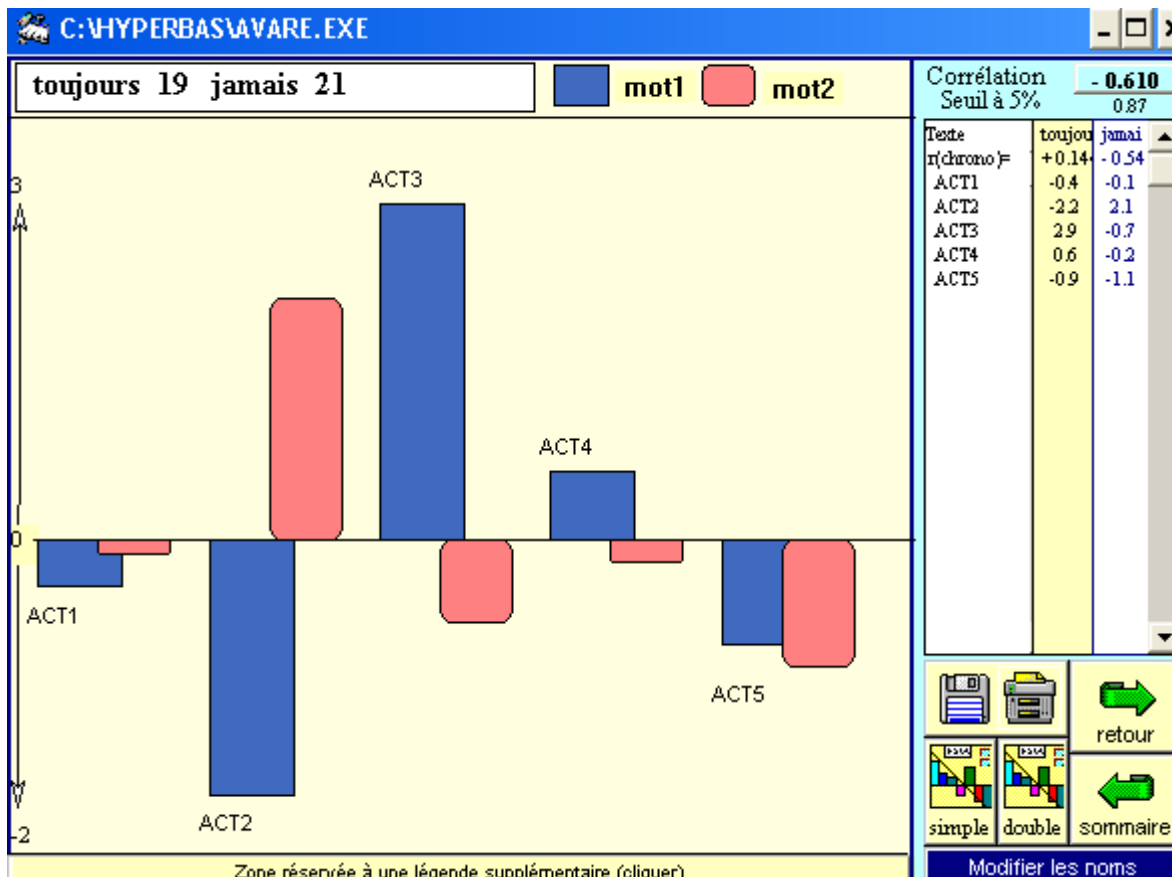 C:\HYPERBAS\AVARE.EXE
toujours 19 jamais 21
mot1
mot2
Corrélation
- 0.610
Seuil à 5%
0.87
Texte toujou jamai
r(chrono)= +0.14 - 0.54
ACT1 -0.4 -0.1
ACT2 -2.2 2.1
ACT3 2.9 -0.7
ACT4 0.6 -0.2
ACT5 -0.9 -1.1
3
ACT3
ACT4
0
ACT1
ACT5
ACT2
-2
retour
simple
double
sommaire
Zone réservée à une légende supplémentaire (cliquer)
Modifier les noms